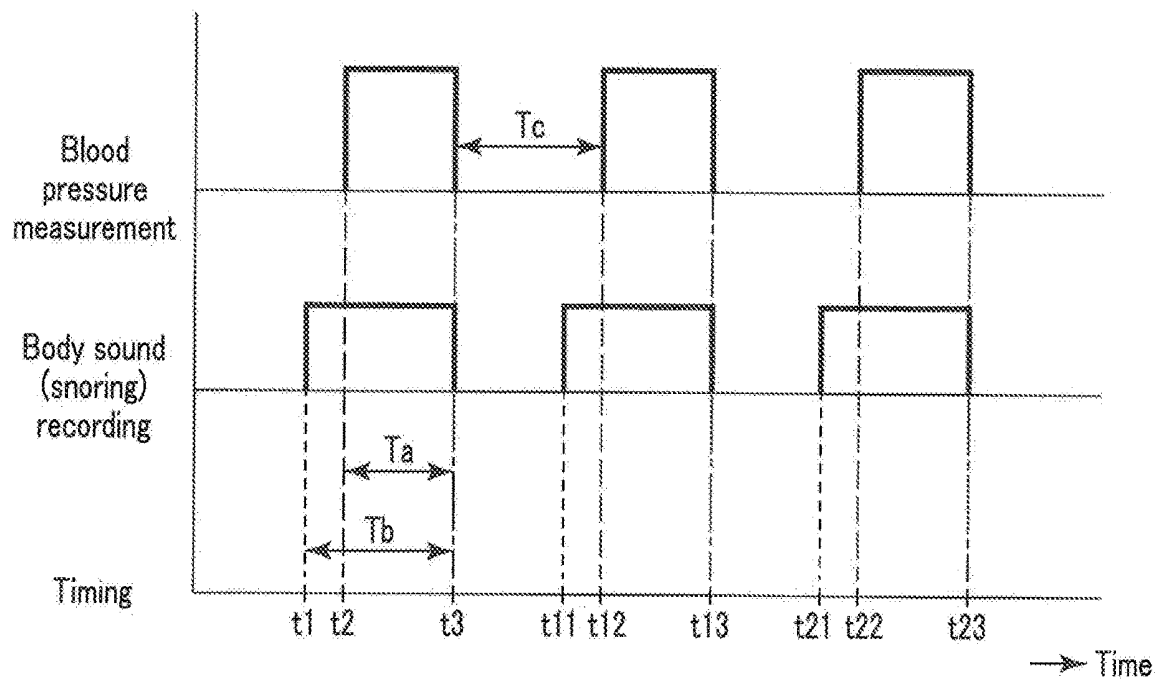 Tc
Blood
pressure
measurement
Body sound
(snoring)
recording
Ta
Tb
Timing
t1 t2 t3 t11 t12 t13 t21 t22 t23
Time